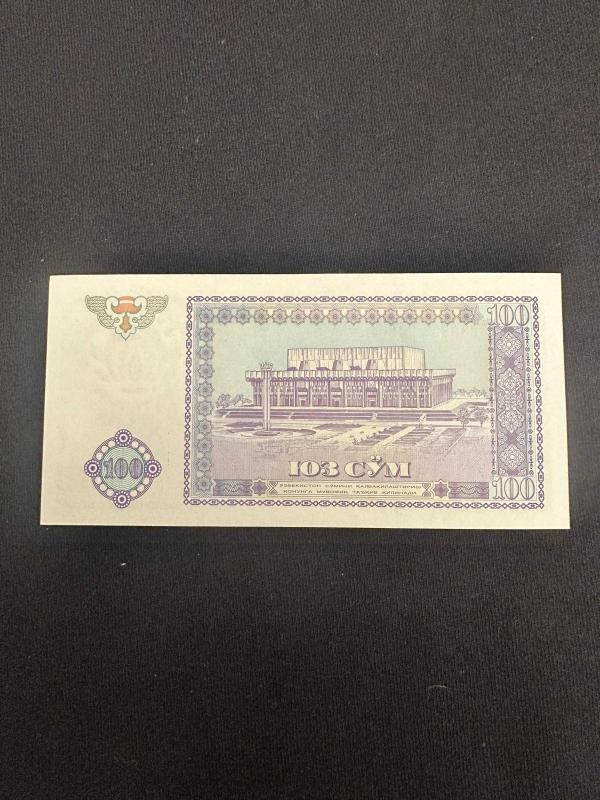 100
100
ЮЗ СЎМ
ЎЗБЕКИСТОН СЎМИНИ ҚАЛБАКИЛАШТИРИШ
ҚОНУНГА МУВОФИҚ ТАЪҚИБ ҚИЛИНАДИ
100